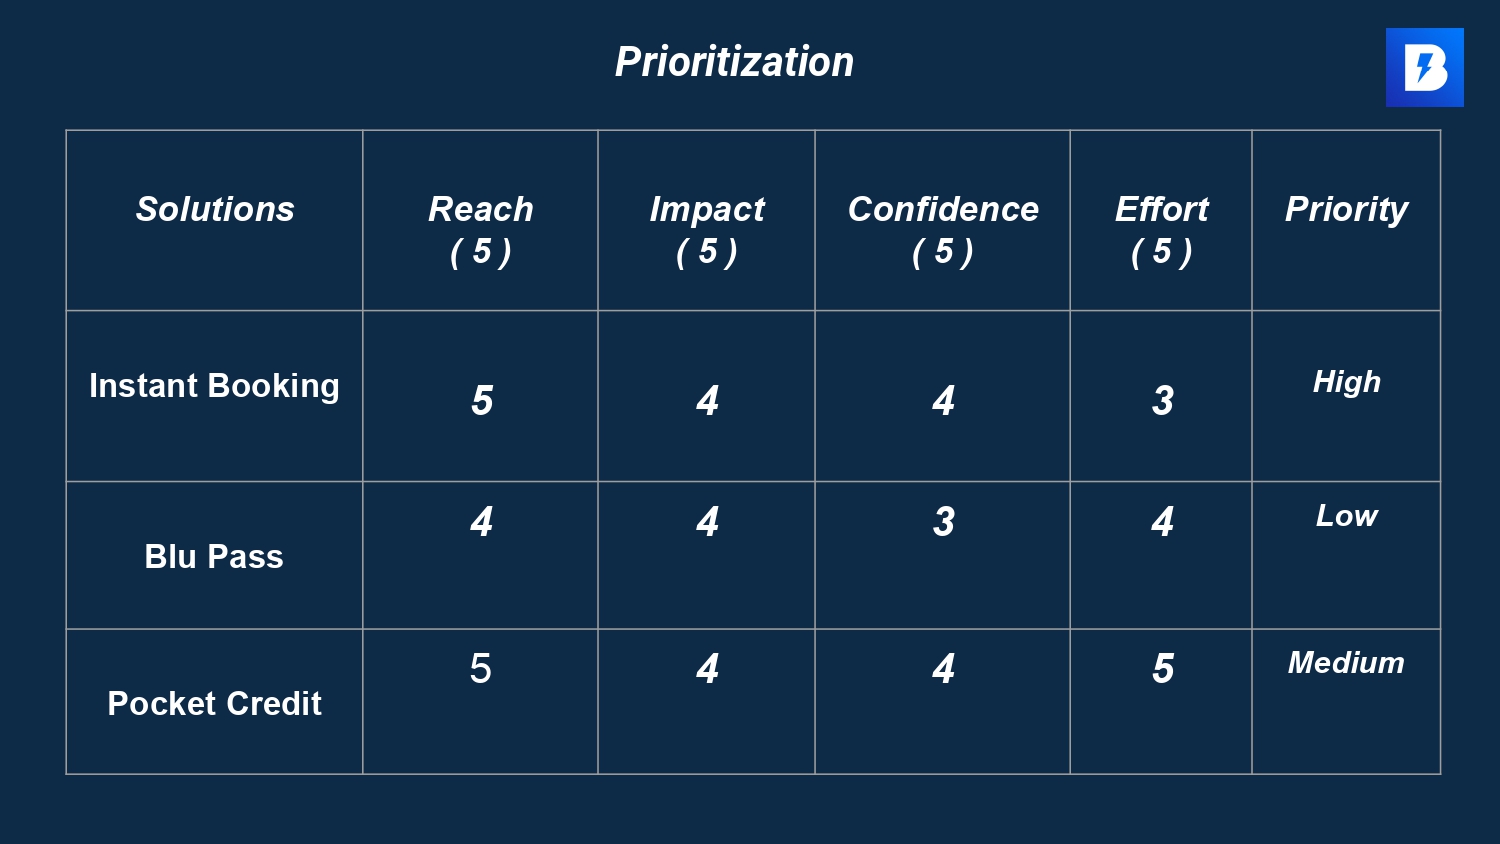 Prioritization
B
Solutions
Reach
( 5 )
Impact
( 5 )
Confidence
( 5 )
Effort
( 5 )
Priority
Instant Booking
5
4
4
3
High
Blu Pass
4
4
3
4
Low
Pocket Credit
5
4
4
5
Medium